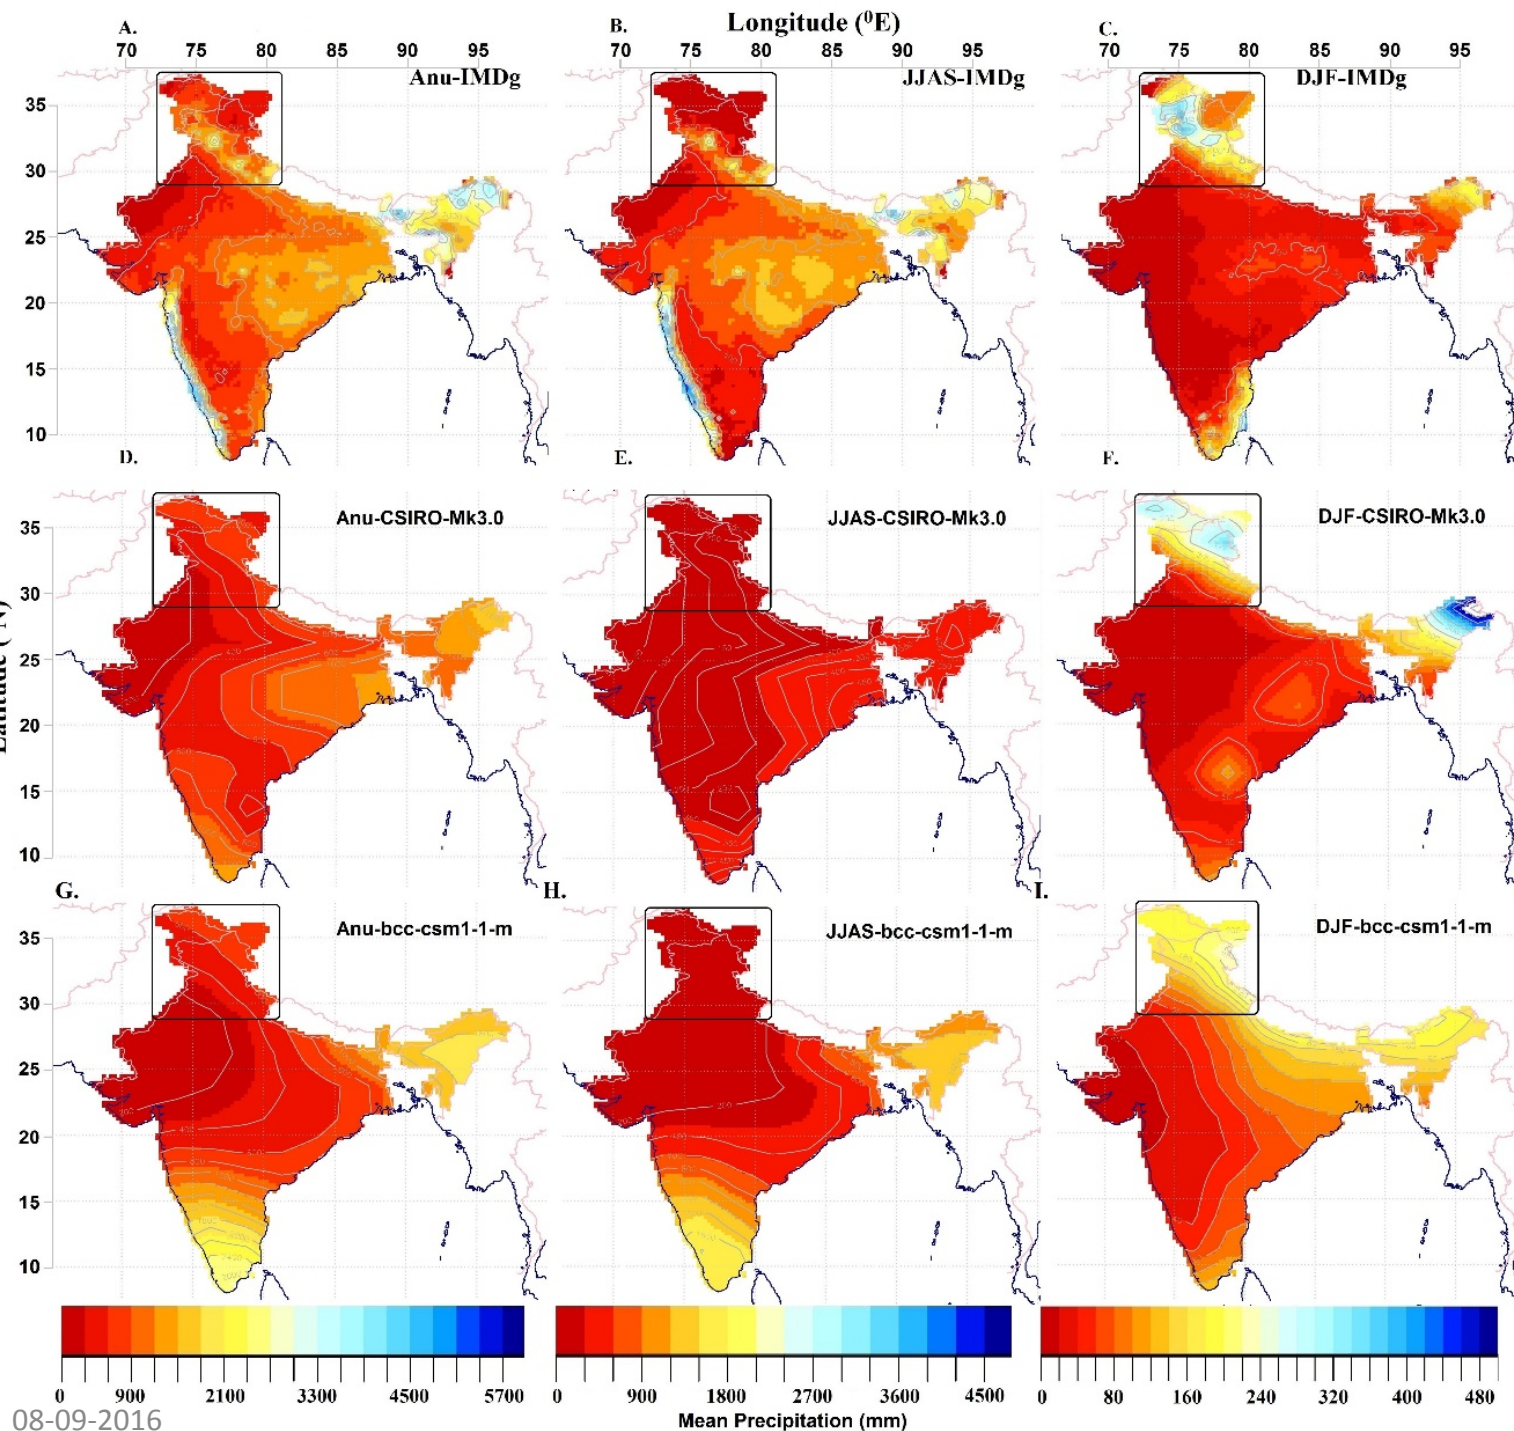 Longitude (⁰E)
A. B. C.
70 75 80 85 90 95 70 75 80 85 90 95 70 75 80 85 90 95
Anu-IMDg JJAS-IMDg DJF-IMDg
35
30
25
20
15
10
D. E. F.
Anu-CSIRO-Mk3.0 JJAS-CSIRO-Mk3.0 DJF-CSIRO-Mk3.0
35
30
25
20
15
10
G. H. I.
Anu-bcc-csm1-1-m JJAS-bcc-csm1-1-m DJF-bcc-csm1-1-m
35
30
25
20
15
10
0 900 2100 3300 4500 5700 0 900 1800 2700 3600 4500 0 80 160 240 320 400 480
Mean Precipitation (mm)
08-09-2016